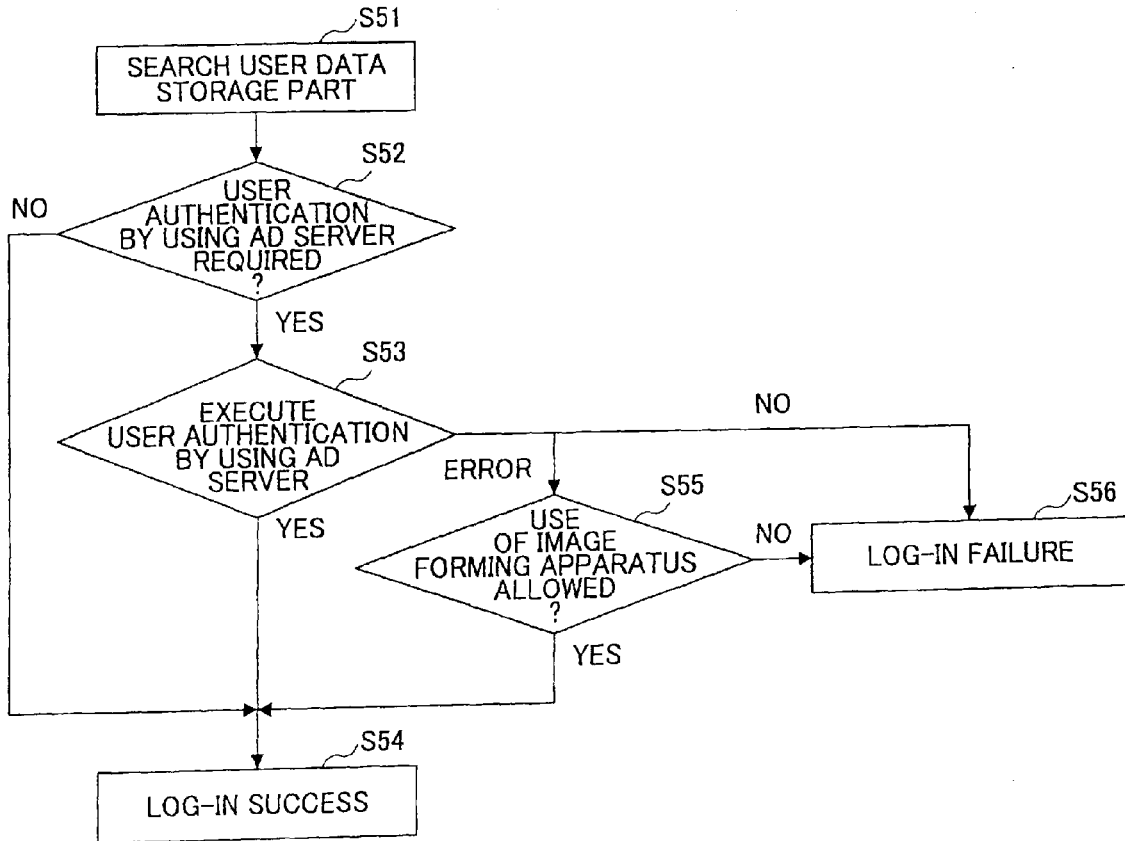 S51
SEARCH USER DATA
STORAGE PART
S52
NO
USER
AUTHENTICATION
BY USING AD SERVER
REQUIRED
?
YES
S53
EXECUTE
USER AUTHENTICATION
BY USING AD
SERVER
NO
ERROR
YES
S55
USE
OF IMAGE
FORMING APPARATUS
ALLOWED
?
NO
S56
LOG-IN FAILURE
YES
S54
LOG-IN SUCCESS